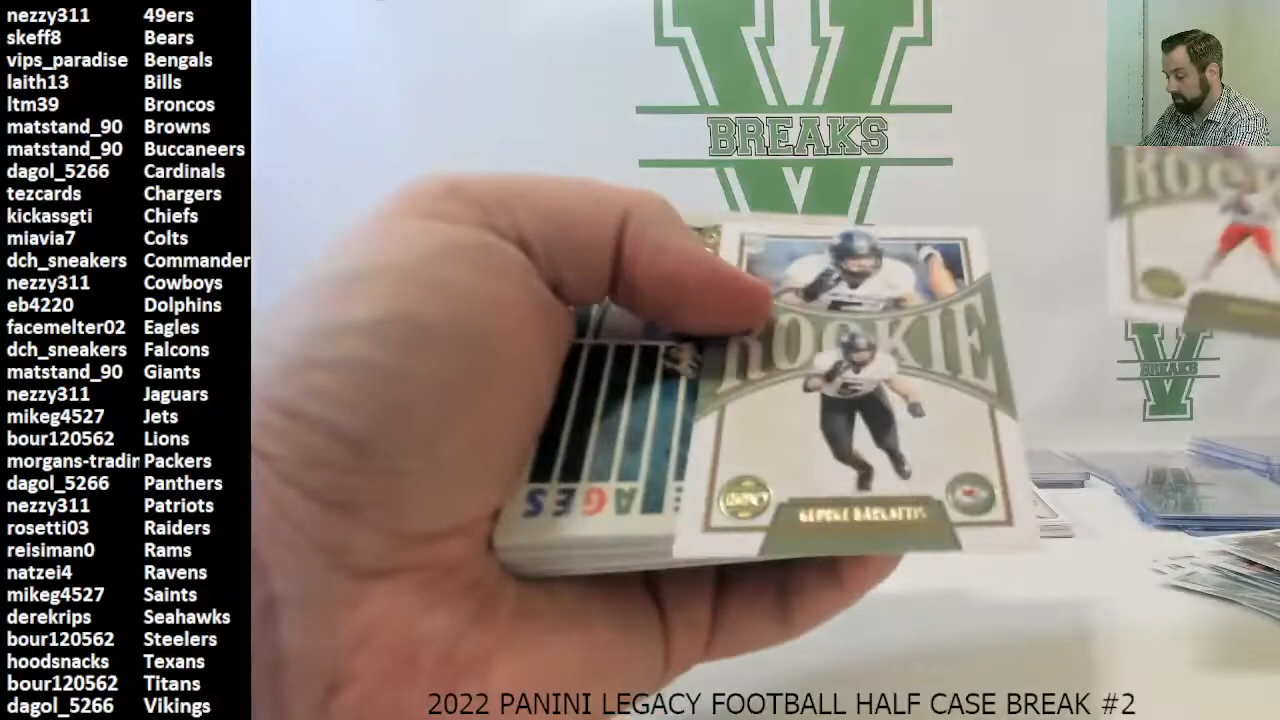 nezzy311 49ers
skeff8 Bears
vips_paradise Bengals
laith13 Bills
ltm39 Broncos
matstand_90 Browns
matstand_90 Buccaneers
dagol_5266 Cardinals
tezcards Chargers
kickassgti Chiefs
miavia7 Colts
dch_sneakers Commander
nezzy311 Cowboys
eb4220 Dolphins
facemelter02 Eagles
dch_sneakers Falcons
matstand_90 Giants
nezzy311 Jaguars
mikeg4527 Jets
bour120562 Lions
morgans-tradin Packers
dagol_5266 Panthers
nezzy311 Patriots
rosetti03 Raiders
reisiman0 Rams
natzei4 Ravens
mikeg4527 Saints
derekrips Seahawks
bour120562 Steelers
hoodsnacks Texans
bour120562 Titans
dagol_5266 Vikings
V
BREAKS
ROOK
ROOKIE
AGES
V
BREAKS
2022 PANINI LEGACY FOOTBALL HALF CASE BREAK #2